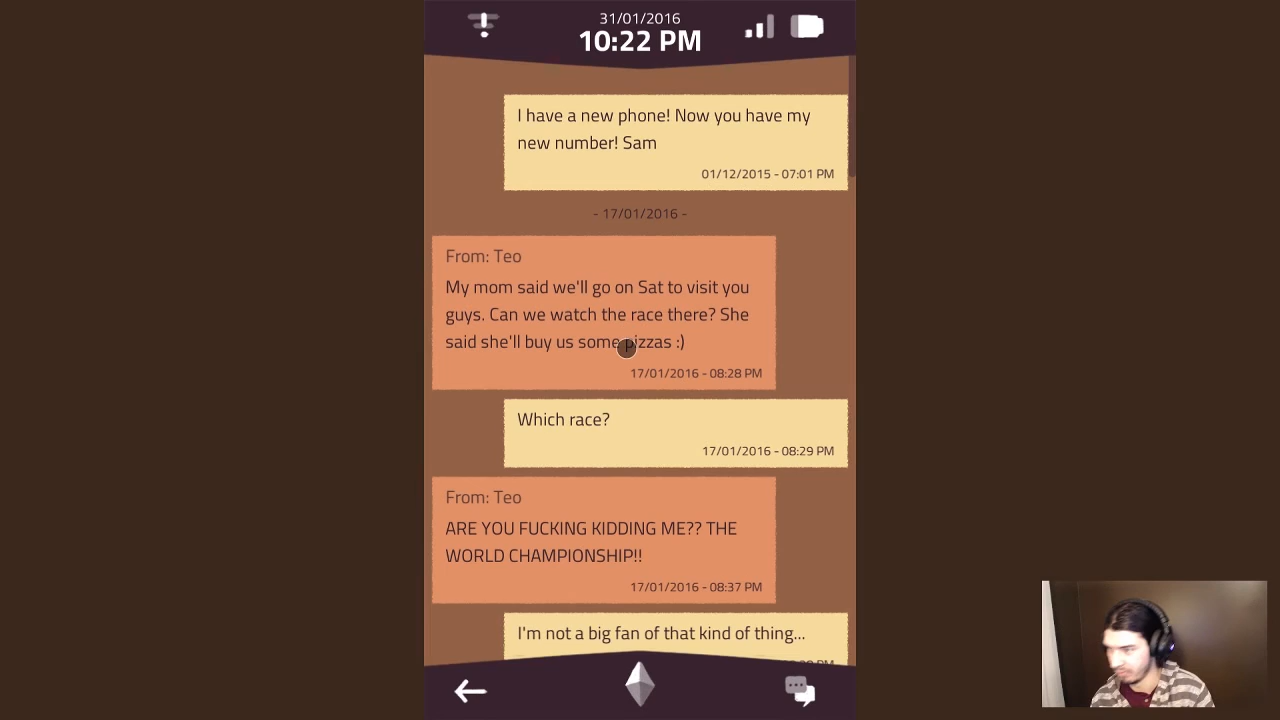 31/01/2016
10:22 PM
I have a new phone! Now you have my
new number! Sam
01/12/2015 - 07:01 PM
- 17/01/2016 -
From: Teo
My mom said we'll go on Sat to visit you
guys. Can we watch the race there? She
said she'll buy us some pizzas :)
17/01/2016 - 08:28 PM
Which race?
17/01/2016 - 08:29 PM
From: Teo
ARE YOU FUCKING KIDDING ME?? THE
WORLD CHAMPIONSHIP!!
17/01/2016 - 08:37 PM
I'm not a big fan of that kind of thing...
PM